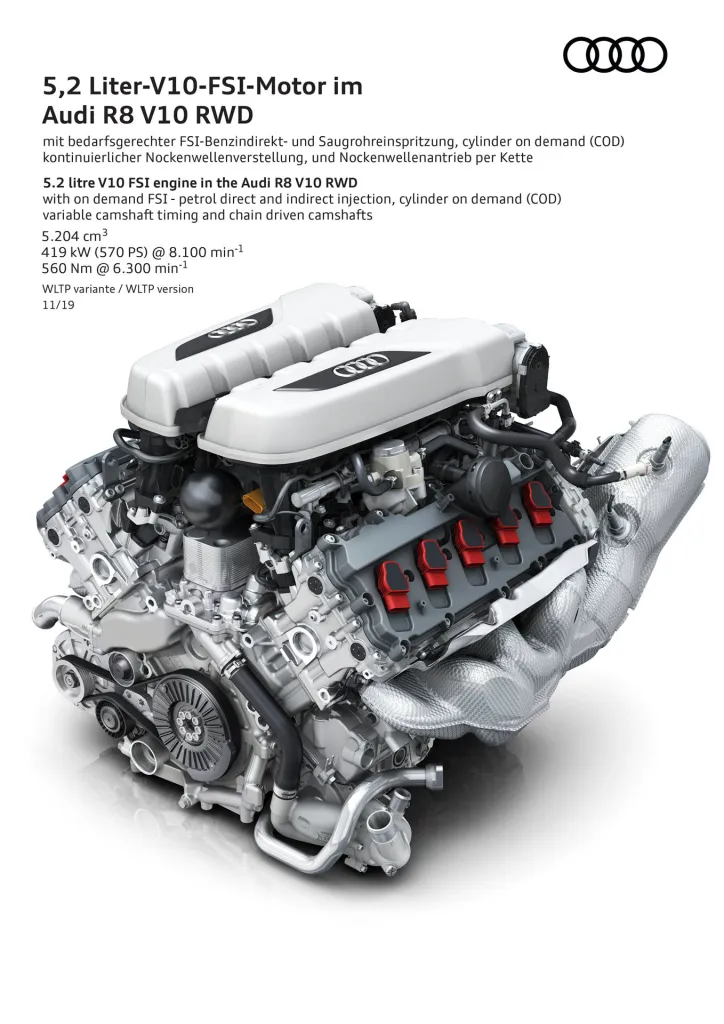 5,2 Liter-V10-FSI-Motor im
Audi R8 V10 RWD
mit bedarfsgerechter FSI-Benzindirekt- und Saugrohreinspritzung, cylinder on demand (COD)
kontinuierlicher Nockenwellenverstellung, und Nockenwellenantrieb per Kette
5.2 litre V10 FSI engine in the Audi R8 V10 RWD
with on demand FSI - petrol direct and indirect injection, cylinder on demand (COD)
variable camshaft timing and chain driven camshafts
5.204 cm³
419 kW (570 PS) @ 8.100 min⁻¹
560 Nm @ 6.300 min⁻¹
WLTP variante / WLTP version
11/19